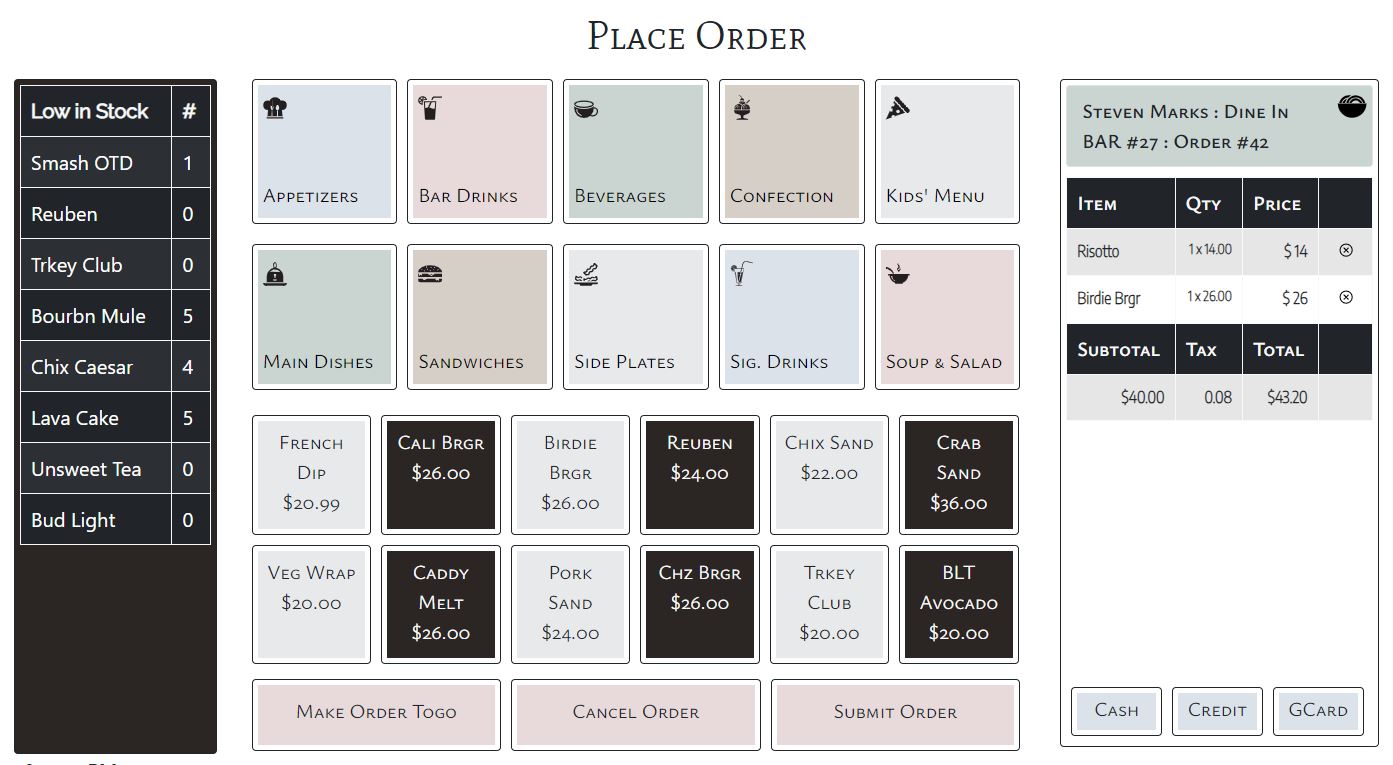 Place Order
Low in Stock #
Smash OTD 1
Reuben 0
Trkey Club 0
Bourbn Mule 5
Chix Caesar 4
Lava Cake 5
Unsweet Tea 0
Bud Light 0
Appetizers
Bar Drinks
Beverages
Confection
Kids' Menu
Main Dishes
Sandwiches
Side Plates
Sig. Drinks
Soup & Salad
French
Dip
$20.99
Cali Brgr
$26.00
Birdie
Brgr
$26.00
Reuben
$24.00
Chix Sand
$22.00
Crab
Sand
$36.00
Veg Wrap
$20.00
Caddy
Melt
$26.00
Pork
Sand
$24.00
Chz Brgr
$26.00
Trkey
Club
$20.00
BLT
Avocado
$20.00
Make Order Togo
Cancel Order
Submit Order
Steven Marks : Dine In
BAR #27 : Order #42
Item Qty Price
Risotto 1 x 14.00 $ 14
Birdie Brgr 1 x 26.00 $ 26
Subtotal Tax Total
$40.00 0.08 $43.20
Cash
Credit
GCard